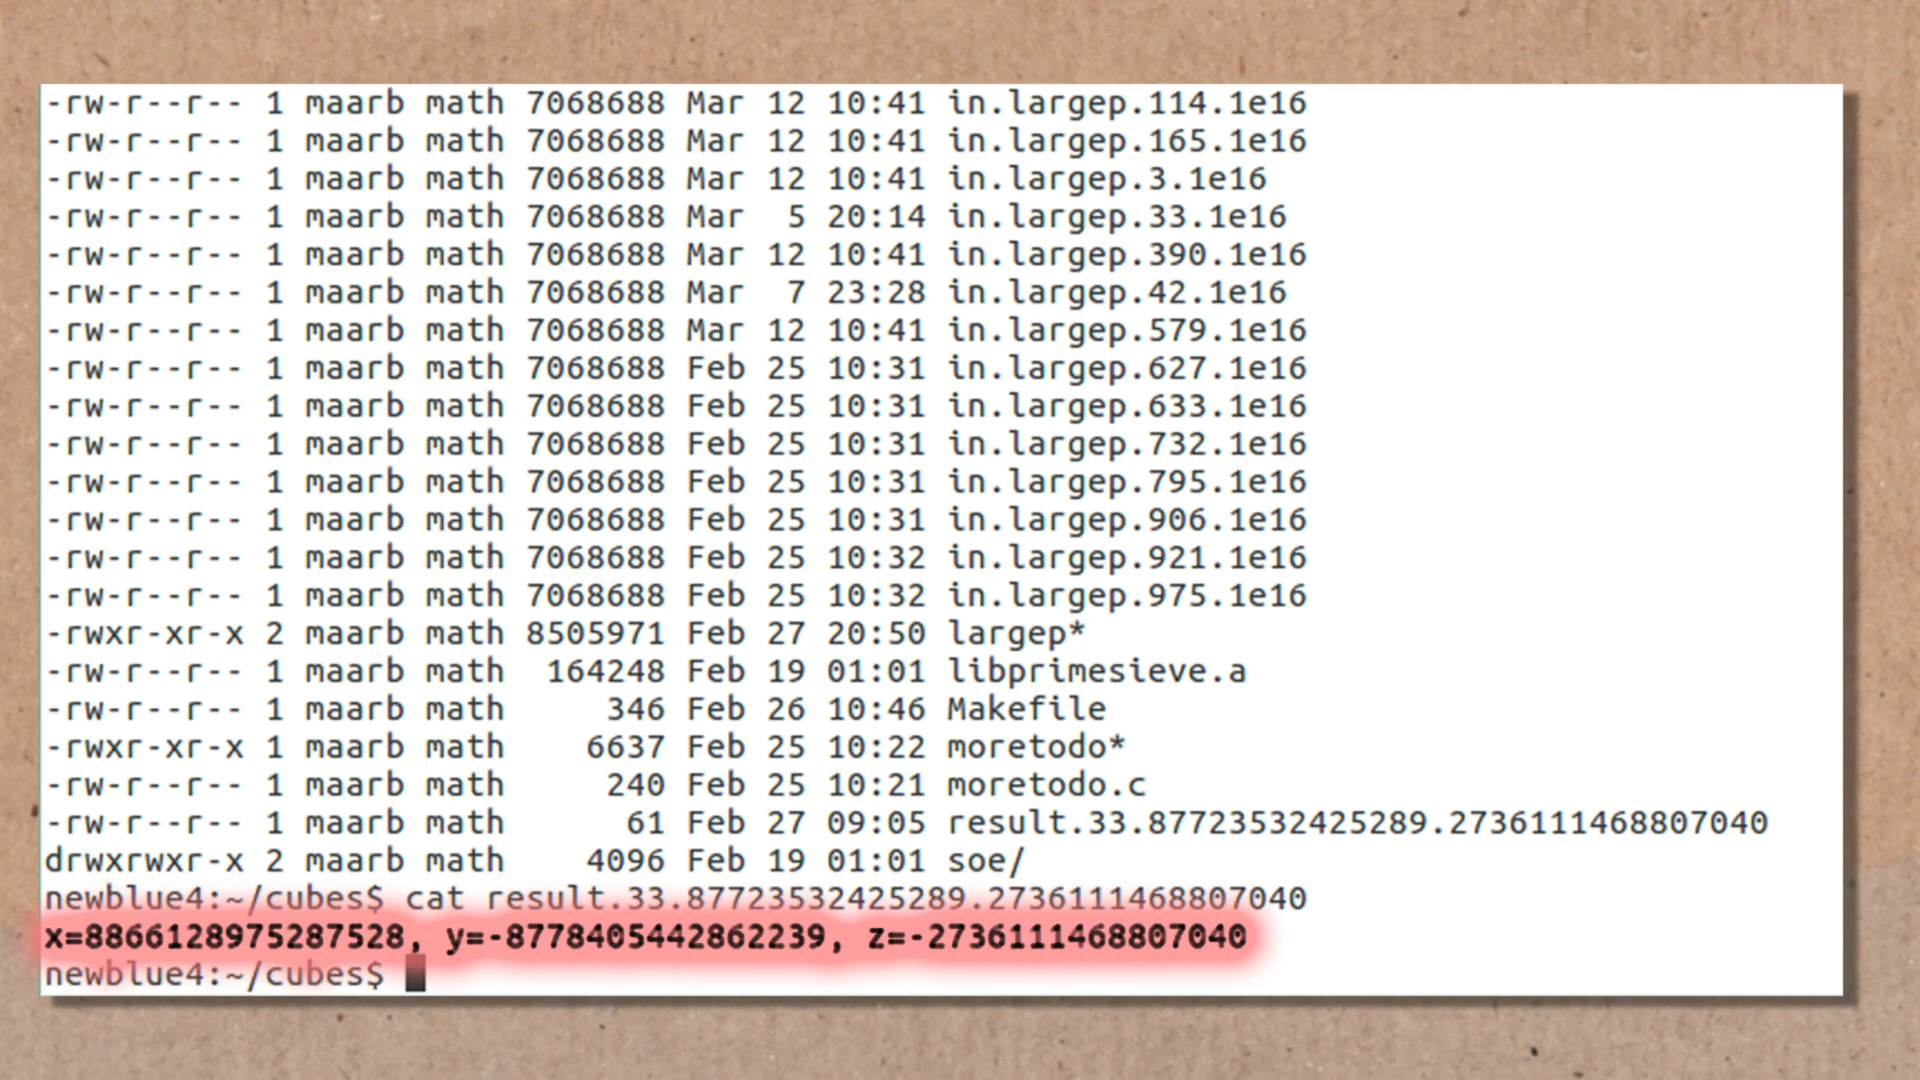 -rw-r--r-- 1 maarb math 7068688 Mar 12 10:41 in.largep.114.1e16
-rw-r--r-- 1 maarb math 7068688 Mar 12 10:41 in.largep.165.1e16
-rw-r--r-- 1 maarb math 7068688 Mar 12 10:41 in.largep.3.1e16
-rw-r--r-- 1 maarb math 7068688 Mar  5 20:14 in.largep.33.1e16
-rw-r--r-- 1 maarb math 7068688 Mar 12 10:41 in.largep.390.1e16
-rw-r--r-- 1 maarb math 7068688 Mar  7 23:28 in.largep.42.1e16
-rw-r--r-- 1 maarb math 7068688 Mar 12 10:41 in.largep.579.1e16
-rw-r--r-- 1 maarb math 7068688 Feb 25 10:31 in.largep.627.1e16
-rw-r--r-- 1 maarb math 7068688 Feb 25 10:31 in.largep.633.1e16
-rw-r--r-- 1 maarb math 7068688 Feb 25 10:31 in.largep.732.1e16
-rw-r--r-- 1 maarb math 7068688 Feb 25 10:31 in.largep.795.1e16
-rw-r--r-- 1 maarb math 7068688 Feb 25 10:31 in.largep.906.1e16
-rw-r--r-- 1 maarb math 7068688 Feb 25 10:32 in.largep.921.1e16
-rw-r--r-- 1 maarb math 7068688 Feb 25 10:32 in.largep.975.1e16
-rwxr-xr-x 2 maarb math 8505971 Feb 27 20:50 largep*
-rw-r--r-- 1 maarb math  164248 Feb 19 01:01 libprimesieve.a
-rw-r--r-- 1 maarb math     346 Feb 26 10:46 Makefile
-rwxr-xr-x 1 maarb math    6637 Feb 25 10:22 moretodo*
-rw-r--r-- 1 maarb math     240 Feb 25 10:21 moretodo.c
-rw-r--r-- 1 maarb math      61 Feb 27 09:05 result.33.87723532425289.2736111468807040
drwxrwxr-x 2 maarb math    4096 Feb 19 01:01 soe/
newblue4:~/cubes$ cat result.33.87723532425289.2736111468807040
x=8866128975287528, y=-8778405442862239, z=-2736111468807040
newblue4:~/cubes$